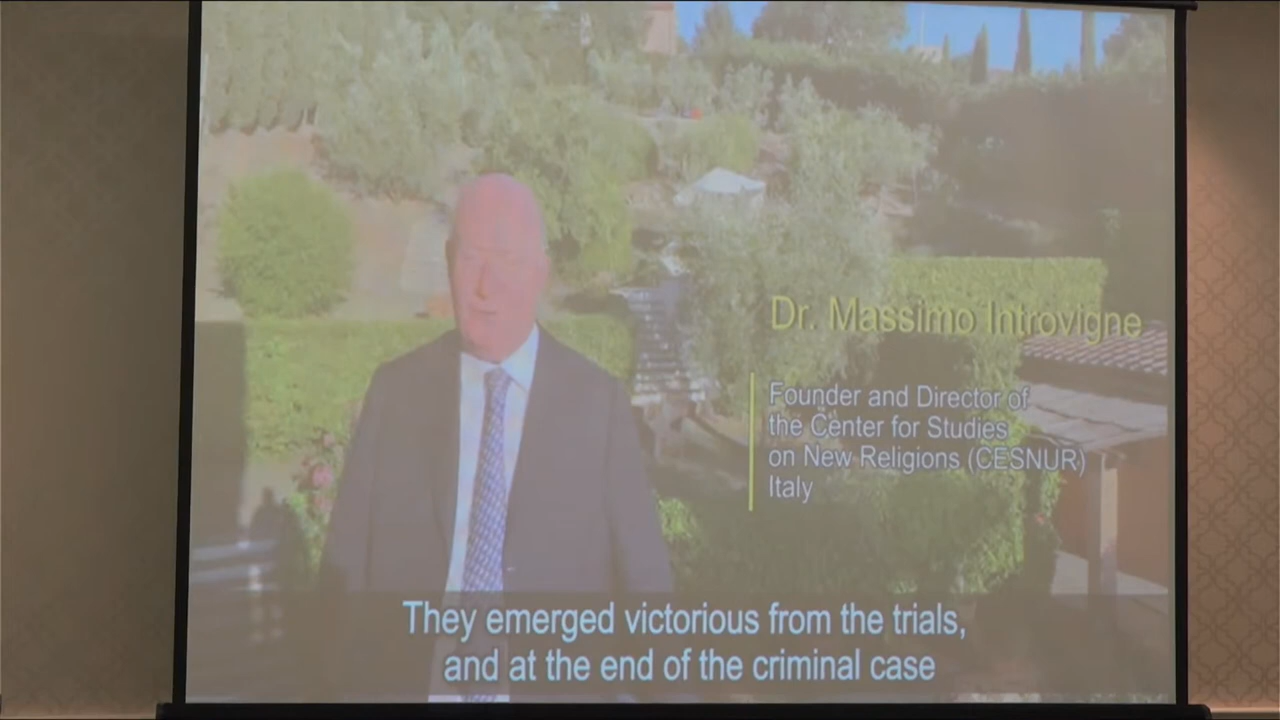 Dr. Massimo Introvigne
Founder and Director of
the Center for Studies
on New Religions (CESNUR)
Italy
They emerged victorious from the trials,
and at the end of the criminal case